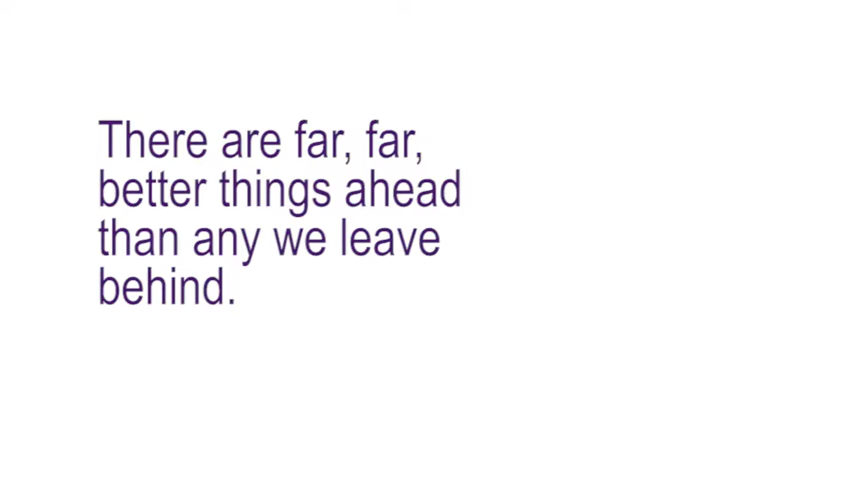 There are far, far,
better things ahead
than any we leave
behind.